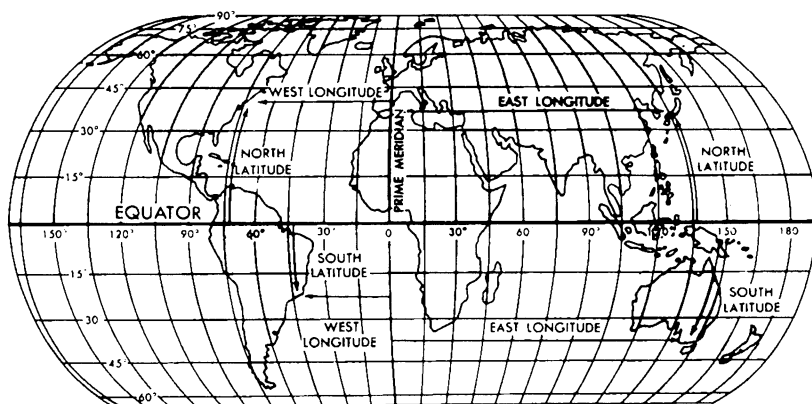 90°
75°
60°
45°
30°
15°
WEST LONGITUDE
EAST LONGITUDE
NORTH
LATITUDE
PRIME MERIDIAN
NORTH
LATITUDE
EQUATOR
150° 120° 90° 60° 30° 0 30° 60° 90° 120° 150 180
15°
SOUTH
LATITUDE
SOUTH
LATITUDE
30
WEST
LONGITUDE
EAST LONGITUDE
45°
60°